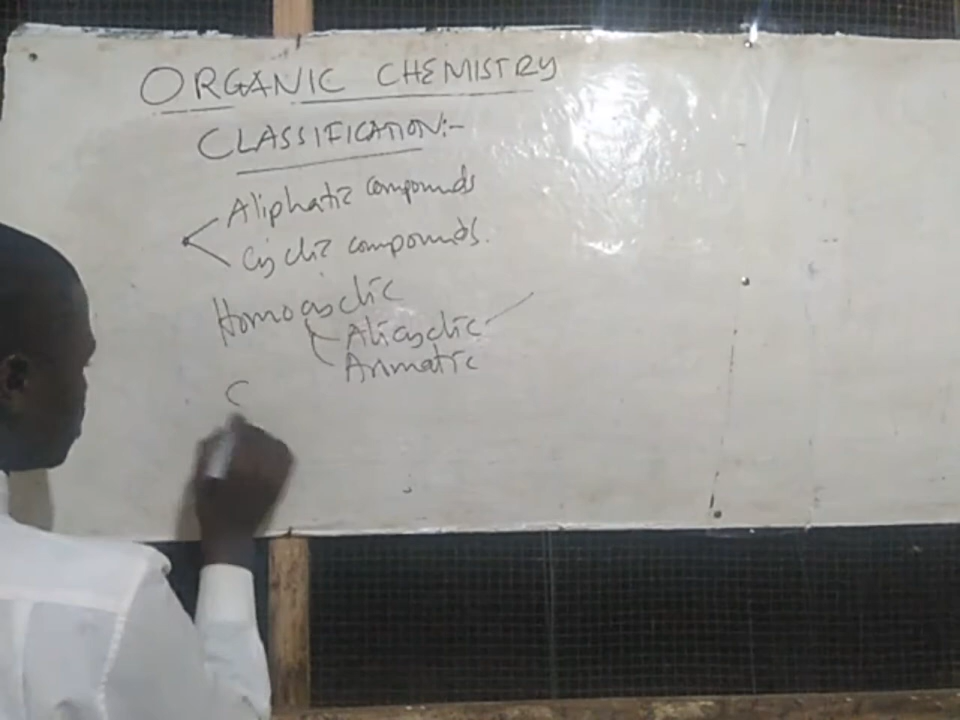 ORGANIC CHEMISTRY
CLASSIFICATION:-
Aliphatic compounds
Cyclic compounds.
Homocyclic
Alicyclic
Aromatic
C